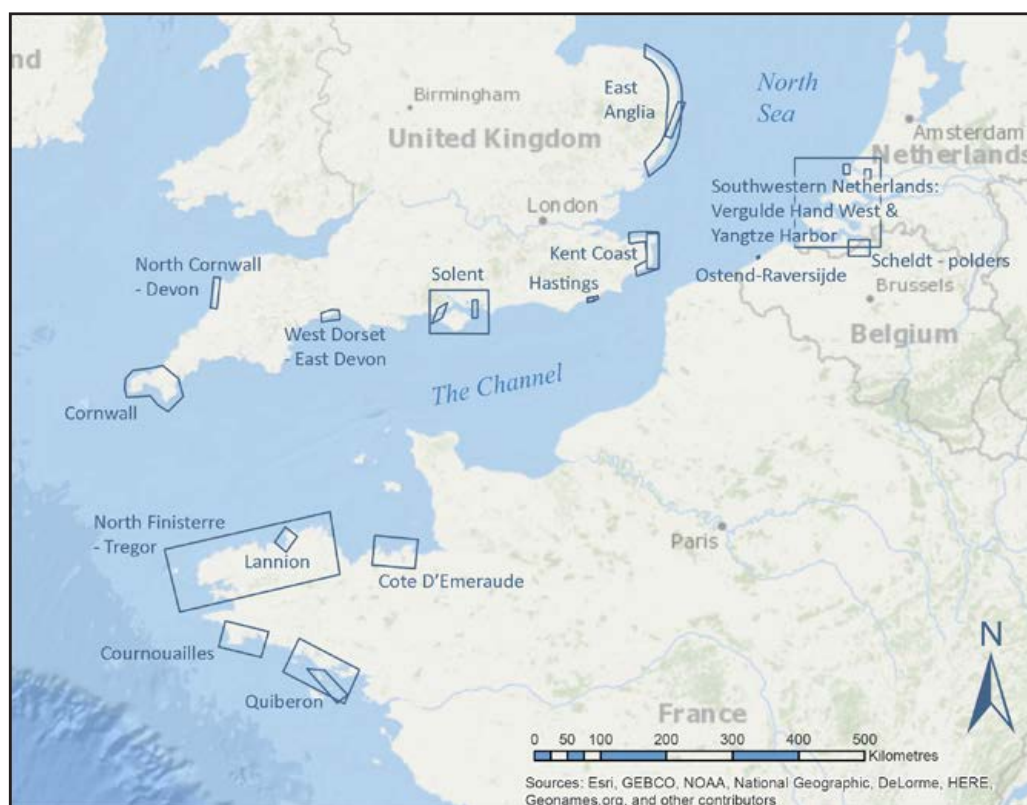 nd
Birmingham
United Kingdom
East
Anglia
North
Sea
Amsterdam
Netherlands
Southwestern Netherlands:
Vergulde Hand West &
Yangtze Harbor
London
Kent Coast
Ostend-Raversijde
Scheldt - polders
Brussels
Belgium
North Cornwall
- Devon
Solent
Hastings
West Dorset
- East Devon
The Channel
Cornwall
North Finisterre
- Tregor
Lannion
Cote D'Emeraude
Paris
Cournouailles
Quiberon
France
N
0 50 100 200 300 400 500
Kilometres
Sources: Esri, GEBCO, NOAA, National Geographic, DeLorme, HERE,
Geonames.org, and other contributors